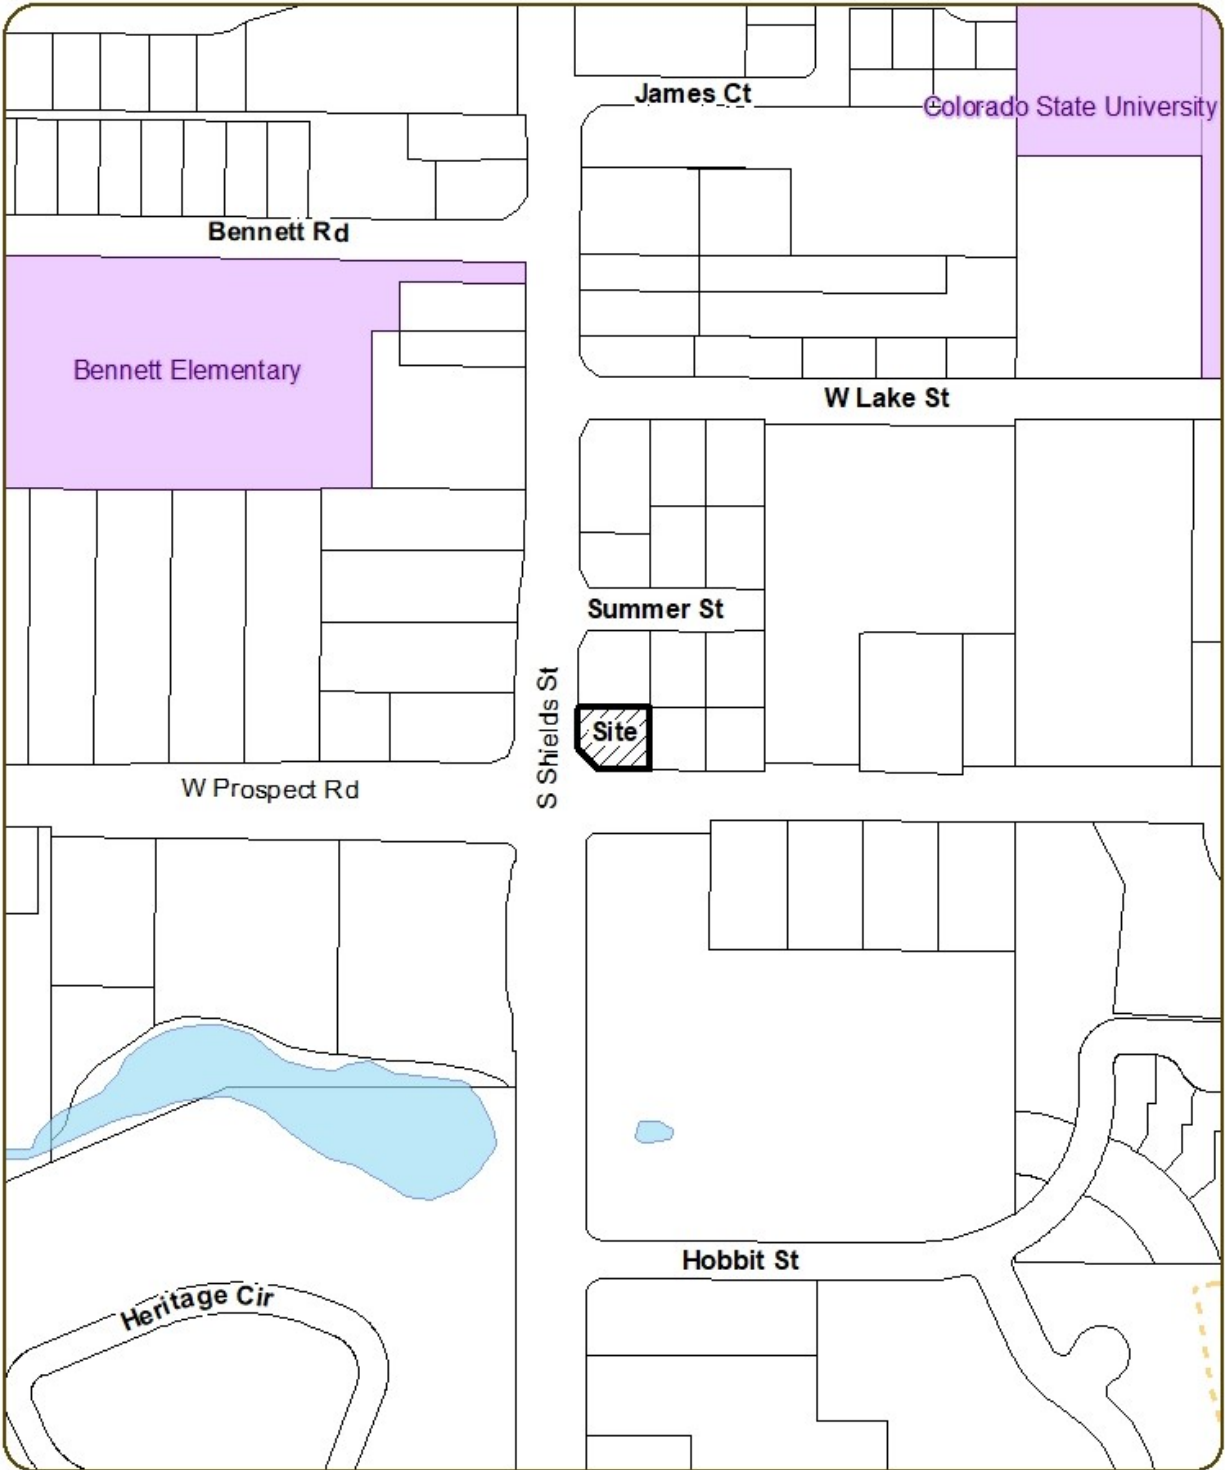 James Ct
Colorado State University
Bennett Rd
Bennett Elementary
W Lake St
Summer St
S Shields St
Site
W Prospect Rd
Hobbit St
Heritage Cir